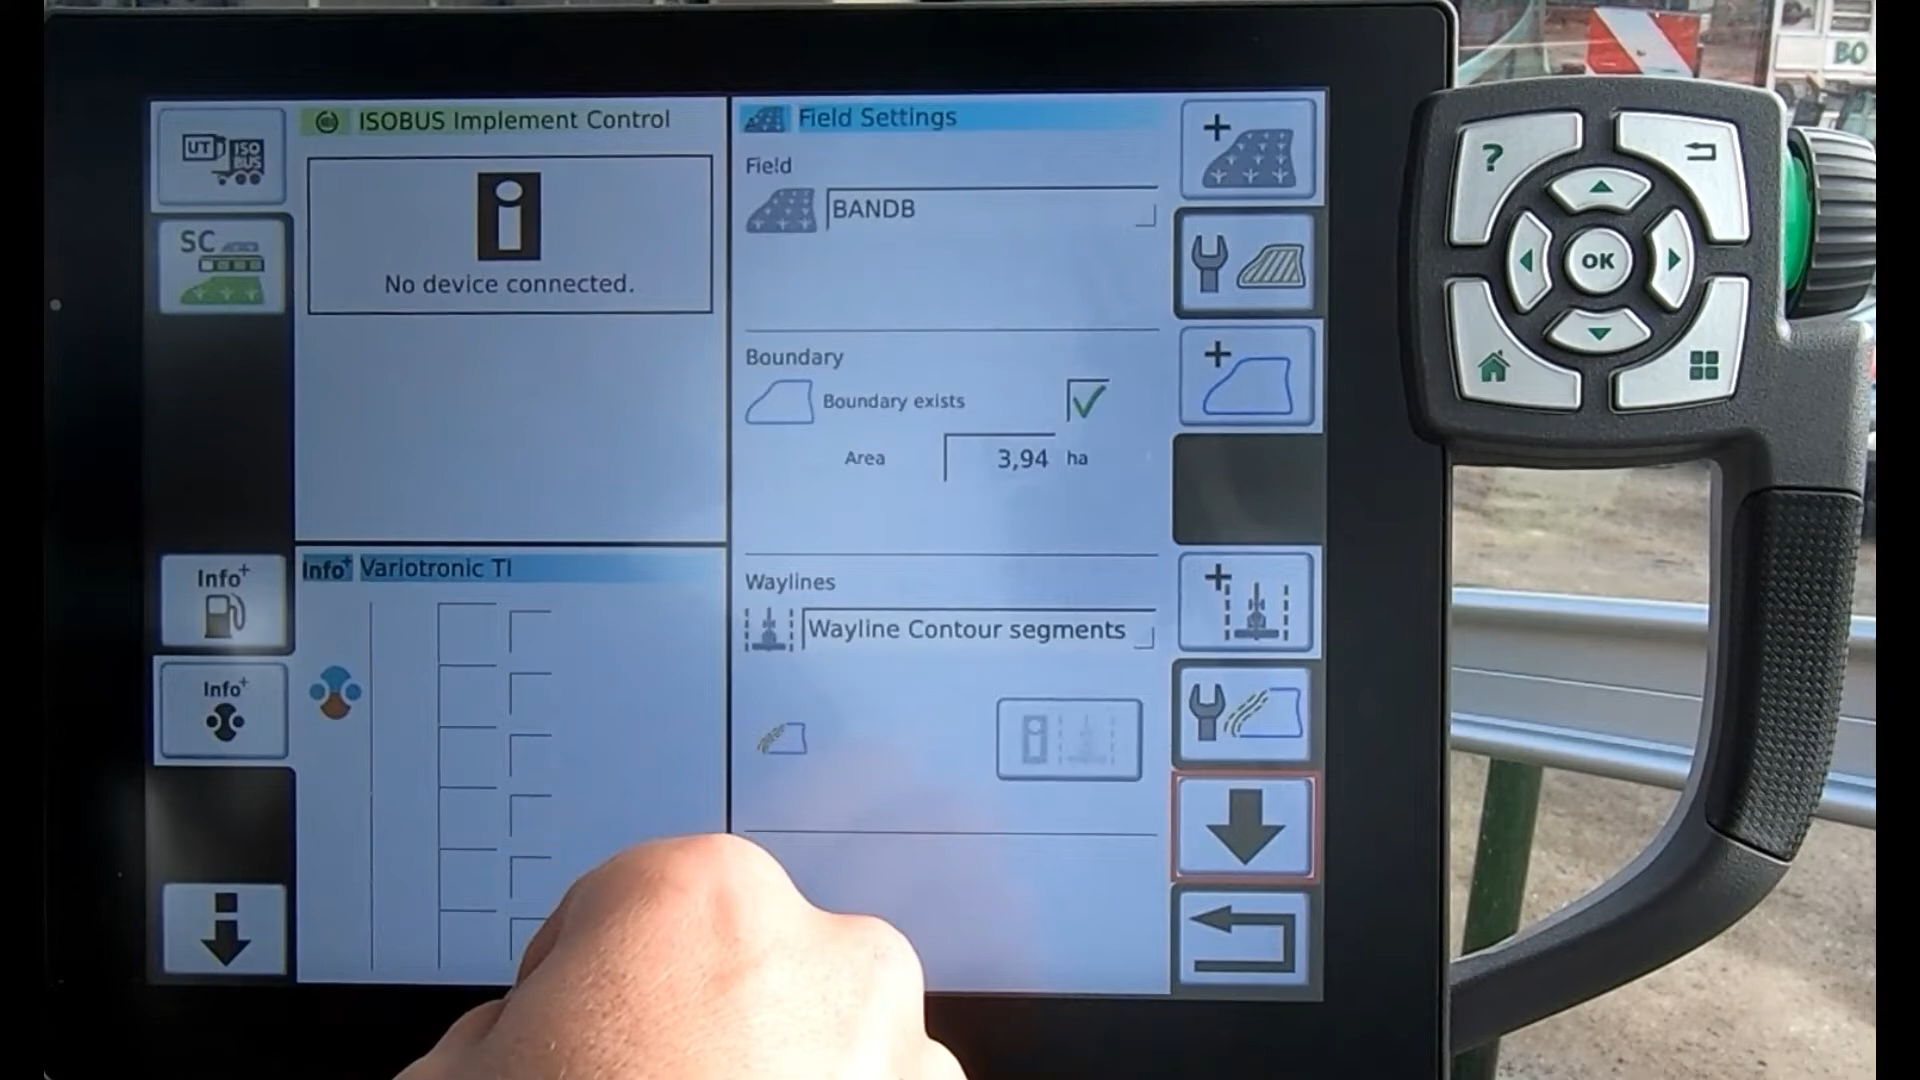 UT ISO
BUS
SC
ISOBUS Implement Control
No device connected.
Info+
Info+
Info+ Variotronic TI
Field Settings
Field
BANDB
Boundary
Boundary exists
Area 3,94 ha
Waylines
Wayline Contour segments
?
OK
BO